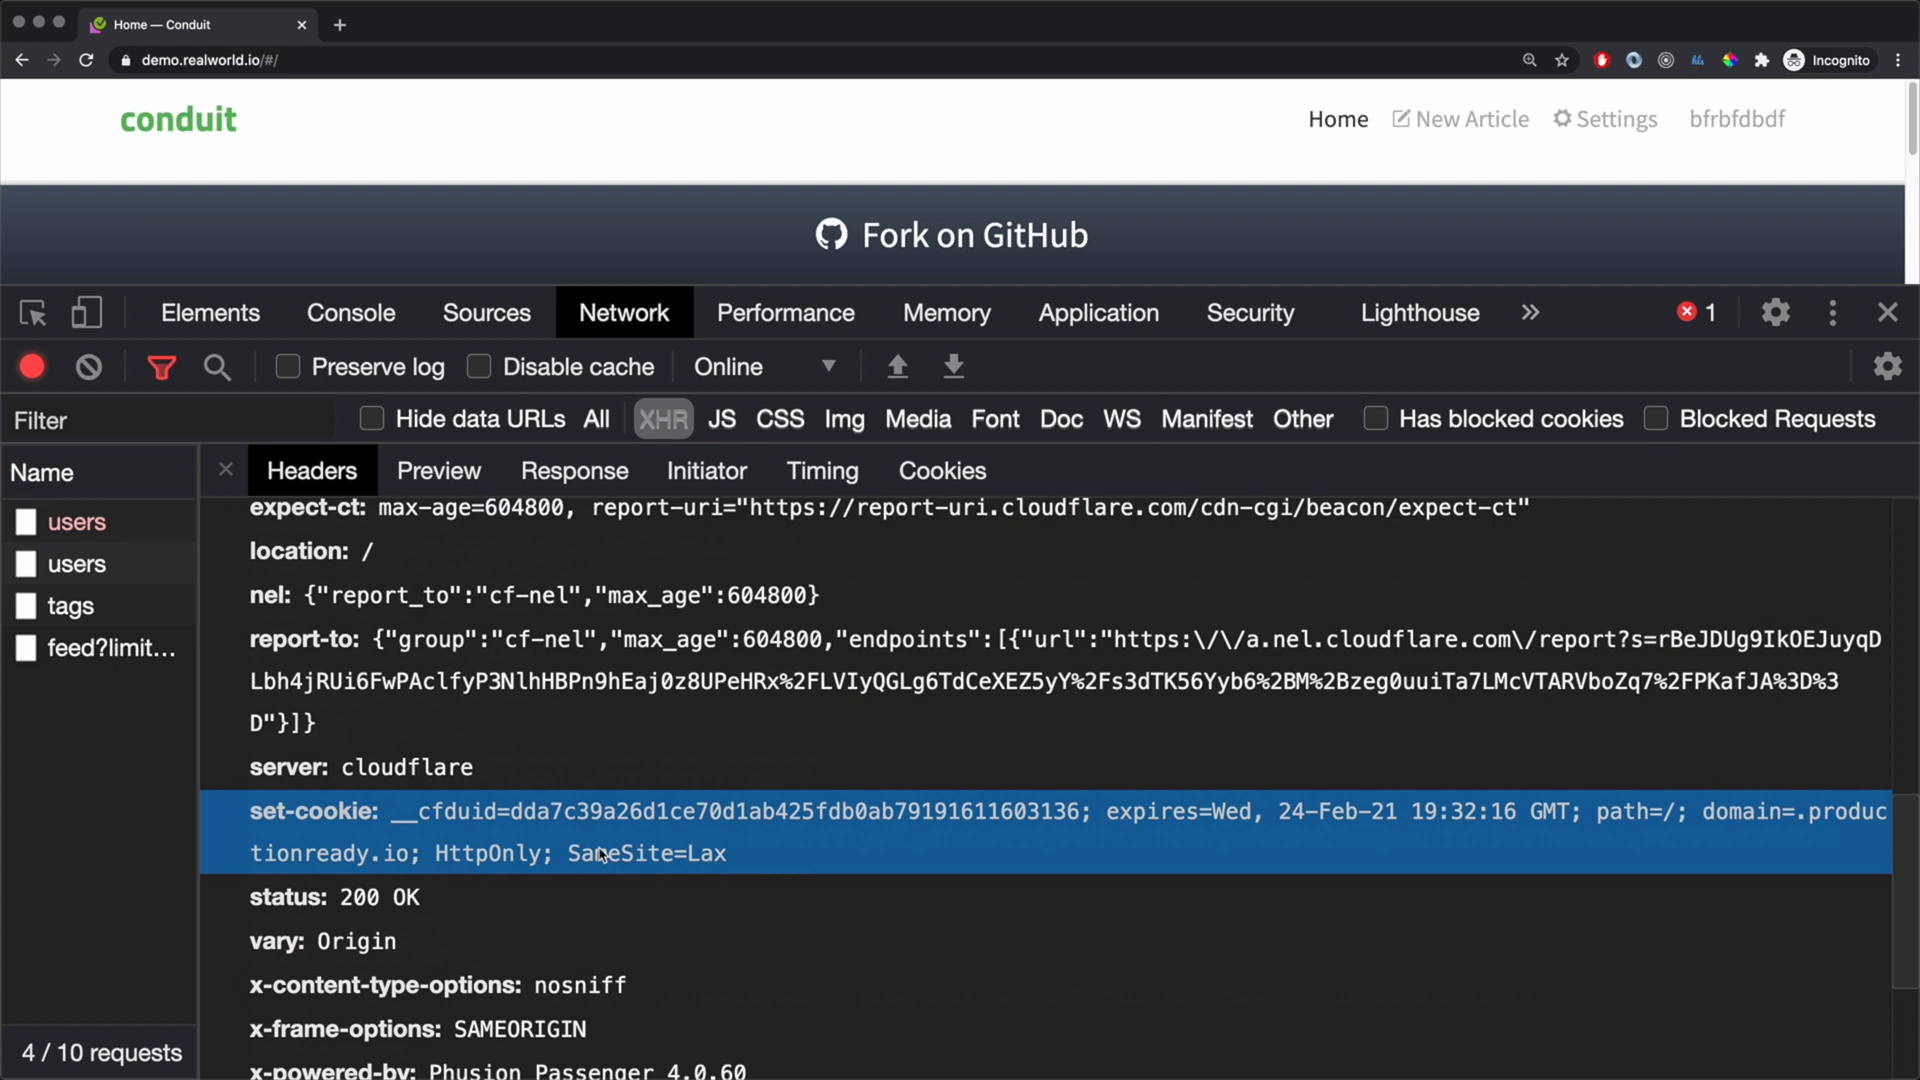 Home — Conduit
demo.realworld.io/#/
Incognito
conduit
Home New Article Settings bfrbfdbdf
Fork on GitHub
Elements Console Sources Network Performance Memory Application Security Lighthouse 1
Preserve log Disable cache Online
Filter Hide data URLs All XHR JS CSS Img Media Font Doc WS Manifest Other Has blocked cookies Blocked Requests
Name
Headers Preview Response Initiator Timing Cookies
users
users
tags
feed?limit...
expect-ct: max-age=604800, report-uri="https://report-uri.cloudflare.com/cdn-cgi/beacon/expect-ct"
location: /
nel: {"report_to":"cf-nel","max_age":604800}
report-to: {"group":"cf-nel","max_age":604800,"endpoints":[{"url":"https:\/\/a.nel.cloudflare.com\/report?s=rBeJDUg9IkOEJuyqD
Lbh4jRUi6FwPAclfyP3NlhHBPn9hEaj0z8UPeHRx%2FLVIyQGLg6TdCeXEZ5yY%2Fs3dTK56Yyb6%2BM%2Bzeg0uuiTa7LMcVTARVboZq7%2FPKafJA%3D%3
D"}]}
server: cloudflare
set-cookie: __cfduid=dda7c39a26d1ce70d1ab425fdb0ab79191611603136; expires=Wed, 24-Feb-21 19:32:16 GMT; path=/; domain=.produc
tionready.io; HttpOnly; SameSite=Lax
status: 200 OK
vary: Origin
x-content-type-options: nosniff
x-frame-options: SAMEORIGIN
x-powered-by: Phusion Passenger 4.0.60
4 / 10 requests